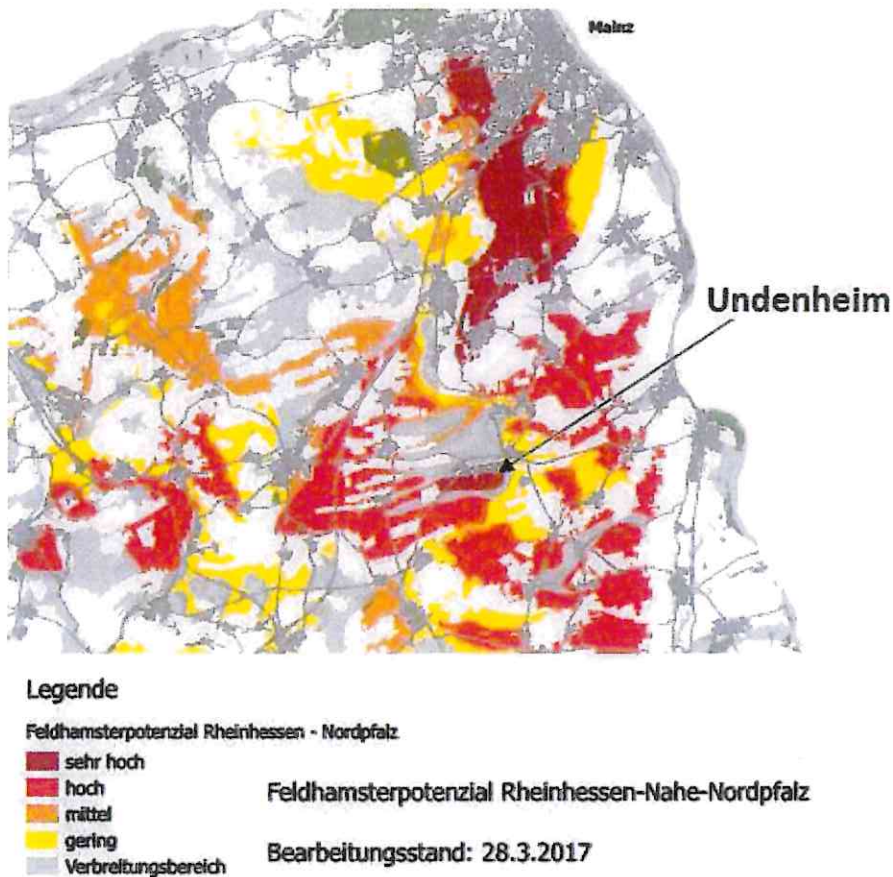 Mainz
Undenheim
Legende
Feldhamsterpotenzial Rheinhessen - Nordpfalz
sehr hoch
hoch
mittel
gering
Verbreitungsbereich
Feldhamsterpotenzial Rheinhessen-Nahe-Nordpfalz
Bearbeitungsstand: 28.3.2017